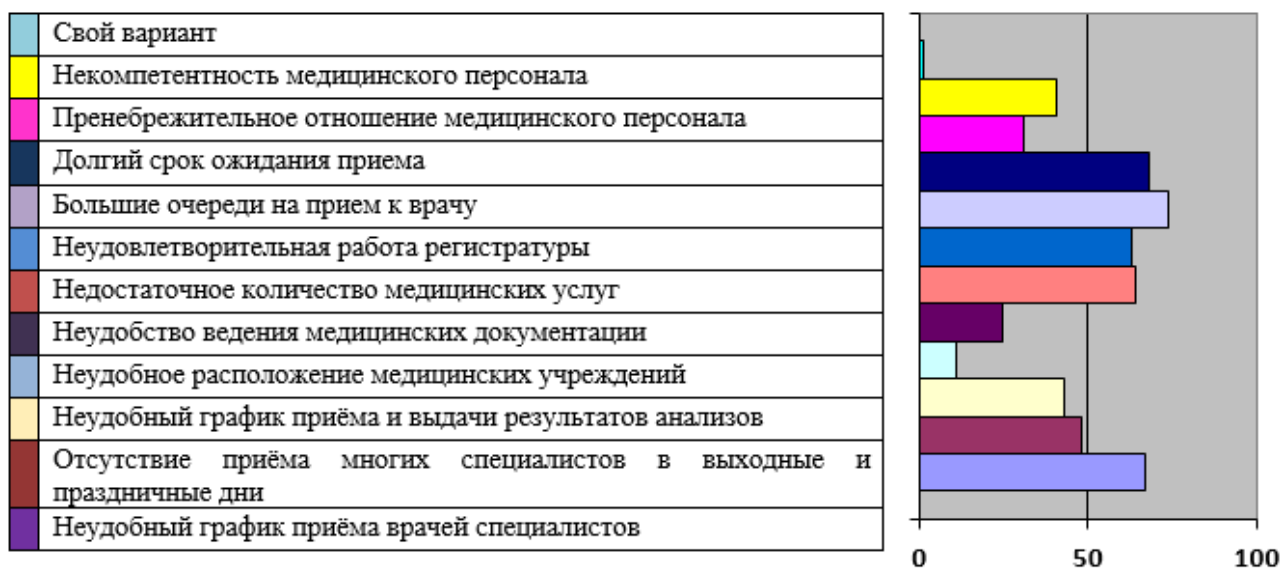 Свой вариант
Некомпетентность медицинского персонала
Пренебрежительное отношение медицинского персонала
Долгий срок ожидания приема
Большие очереди на прием к врачу
Неудовлетворительная работа регистратуры
Недостаточное количество медицинских услуг
Неудобство ведения медицинских документации
Неудобное расположение медицинских учреждений
Неудобный график приёма и выдачи результатов анализов
Отсутствие приёма многих специалистов в выходные и
праздничные дни
Неудобный график приёма врачей специалистов
0 50 100